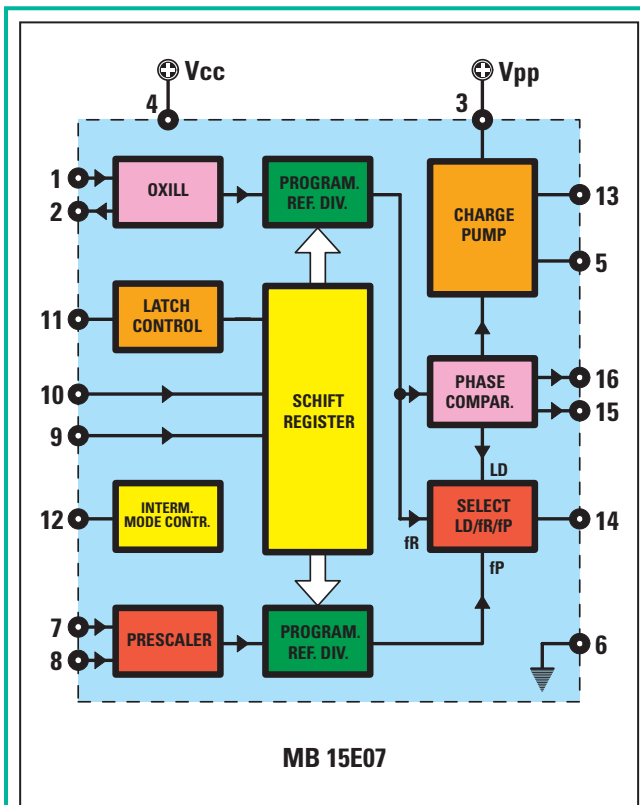 Vcc
Vpp
4
3
1
2
OXILL
PROGRAM.
REF. DIV.
CHARGE
PUMP
13
5
11
LATCH
CONTROL
10
9
SCHIFT
REGISTER
PHASE
COMPAR.
16
15
LD
12
INTERM.
MODE CONTR.
SELECT
LD/fR/fP
14
fR
fP
7
8
PRESCALER
PROGRAM.
REF. DIV.
6
MB 15E07